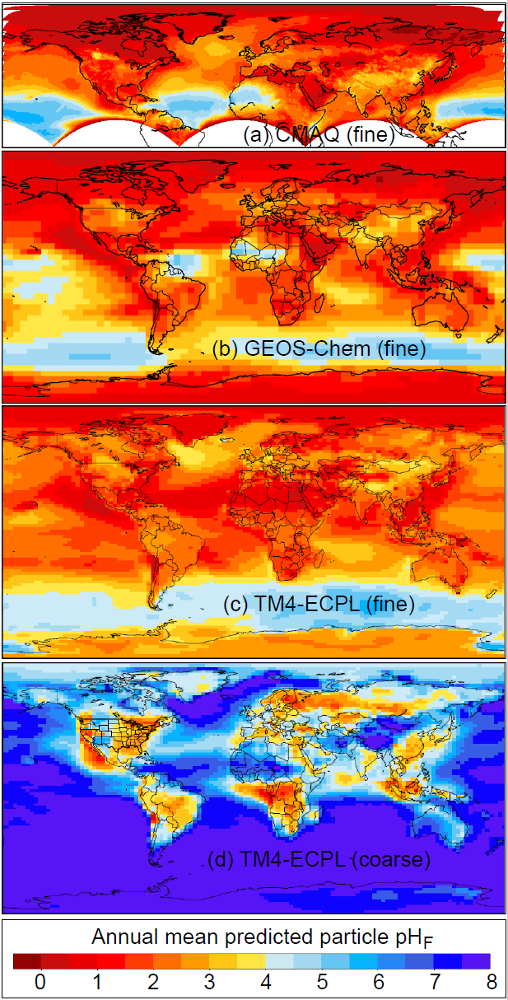 (a) CMAQ (fine)
(b) GEOS-Chem (fine)
(c) TM4-ECPL (fine)
(d) TM4-ECPL (coarse)
Annual mean predicted particle pHF
0 1 2 3 4 5 6 7 8